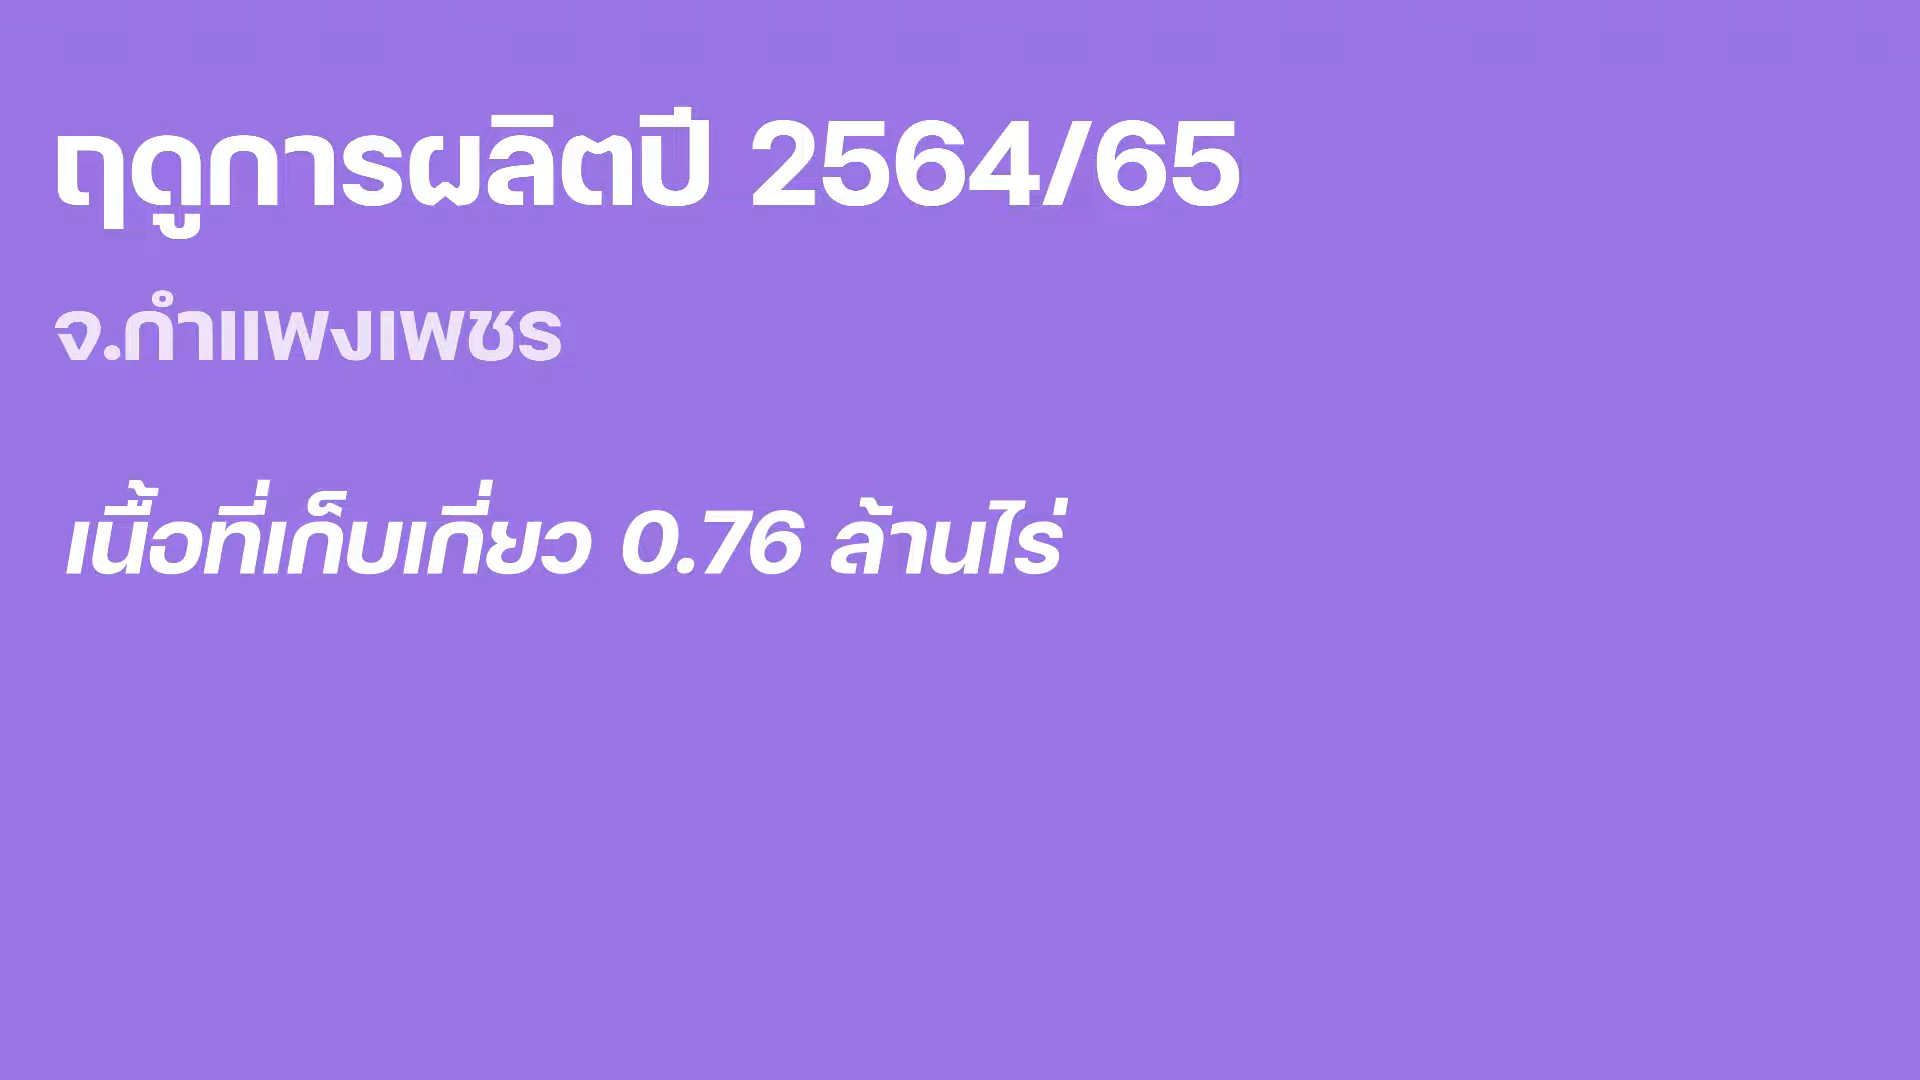 ฤดูการผลิตปี 2564/65
จ.กำแพงเพชร
เนื้อที่เก็บเกี่ยว 0.76 ล้านไร่